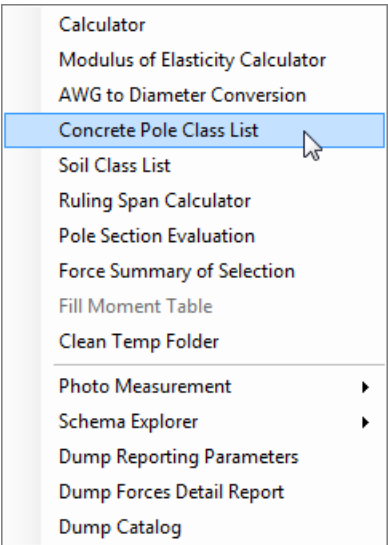 Calculator
Modulus of Elasticity Calculator
AWG to Diameter Conversion
Concrete Pole Class List
Soil Class List
Ruling Span Calculator
Pole Section Evaluation
Force Summary of Selection
Fill Moment Table
Clean Temp Folder
Photo Measurement
Schema Explorer
Dump Reporting Parameters
Dump Forces Detail Report
Dump Catalog